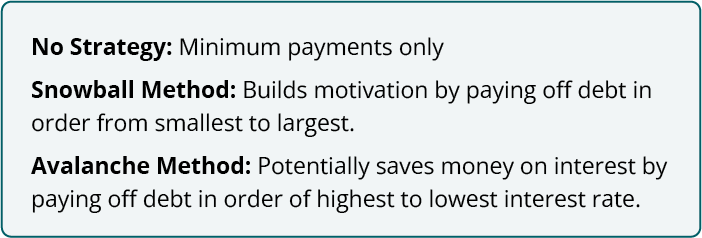 No Strategy: Minimum payments only
Snowball Method: Builds motivation by paying off debt in
order from smallest to largest.
Avalanche Method: Potentially saves money on interest by
paying off debt in order of highest to lowest interest rate.